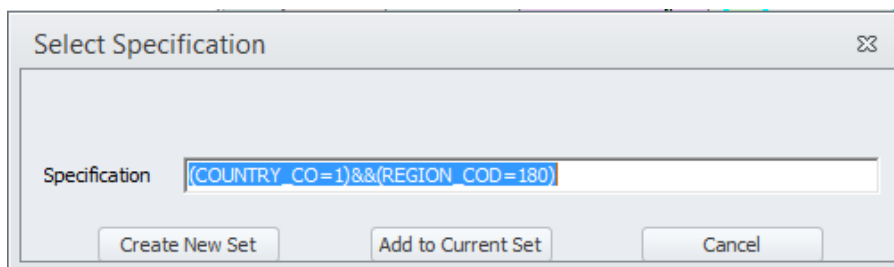 Select Specification
Specification (COUNTRY_CO=1)&&(REGION_COD=180)
Create New Set Add to Current Set Cancel